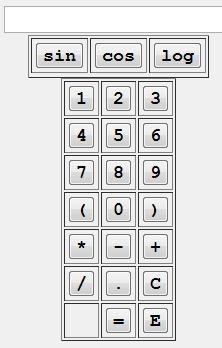 sin cos log
1 2 3
4 5 6
7 8 9
( 0 )
* - +
/ . C
= E